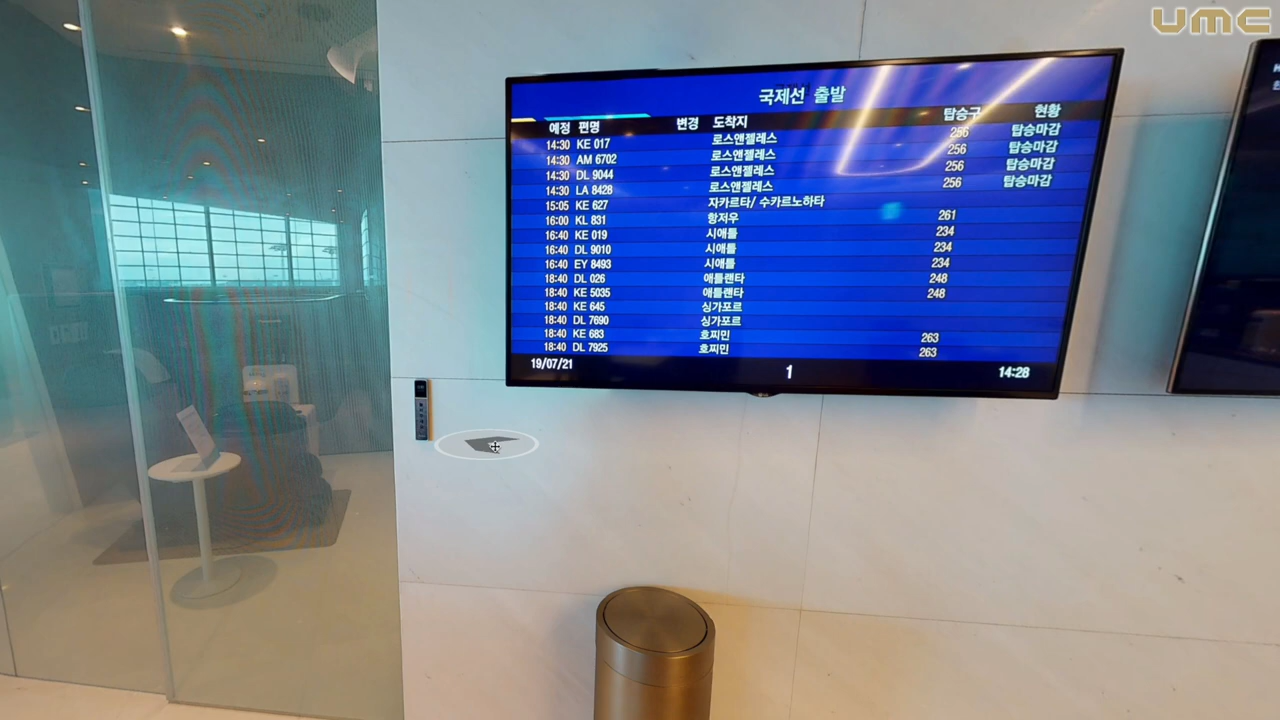 UMC
국제선 출발
예정 편명 변경 도착지 탑승구 현황
14:30 KE 017 로스앤젤레스 256 탑승마감
14:30 AM 6702 로스앤젤레스 256 탑승마감
14:30 DL 9044 로스앤젤레스 256 탑승마감
14:30 LA 8428 로스앤젤레스 256 탑승마감
15:05 KE 627 자카르타/ 수카르노하타
16:00 KL 831 항저우 261
16:40 KE 019 시애틀 234
16:40 DL 9010 시애틀 234
16:40 EY 8493 시애틀 234
18:40 DL 026 애틀랜타 248
18:40 KE 5035 애틀랜타 248
18:40 KE 645 싱가포르
18:40 DL 7690 싱가포르
18:40 KE 683 호찌민 263
18:40 DL 7925 호찌민 263
19/07/21 1 14:28